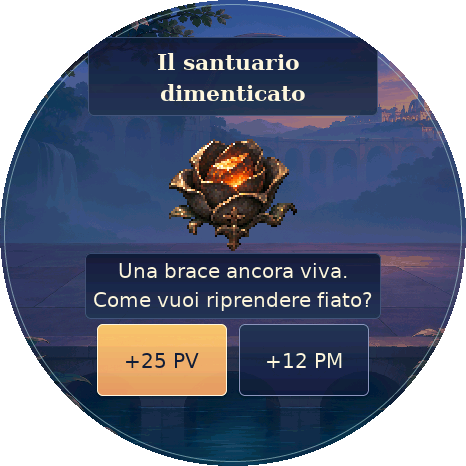 Il santuario
dimenticato
Una brace ancora viva.
Come vuoi riprendere fiato?
+25 PV
+12 PM